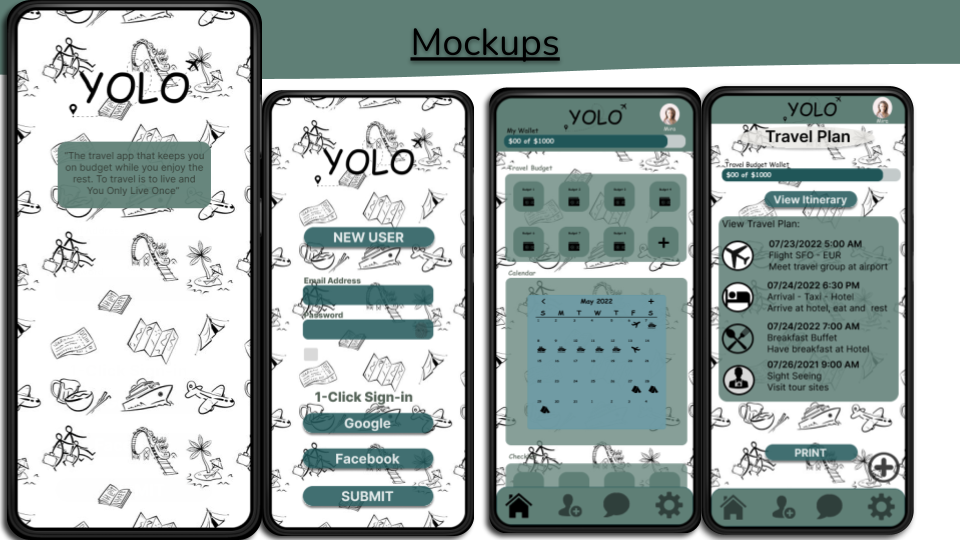 Mockups
YOLO
"The travel app that keeps you
on budget while you enjoy the
rest. To travel is to live and
You Only Live Once"
YOLO
NEW USER
Email Address
Password
1-Click Sign-in
Google
Facebook
SUBMIT
YOLO
My Wallet
$00 of $1000
Travel Budget
+
Calendar
< May 2022 +
S M T W T F S
YOLO
Travel Plan
Travel Budget Wallet
$00 of $1000
View Itinerary
View Travel Plan:
07/23/2022 5:00 AM
Flight SFO - EUR
Meet travel group at airport
07/24/2022 6:30 PM
Arrival - Taxi - Hotel
Arrive at hotel, eat and rest
07/24/2022 7:00 AM
Breakfast Buffet
Have breakfast at Hotel
07/26/2021 9:00 AM
Sight Seeing
Visit tour sites
PRINT